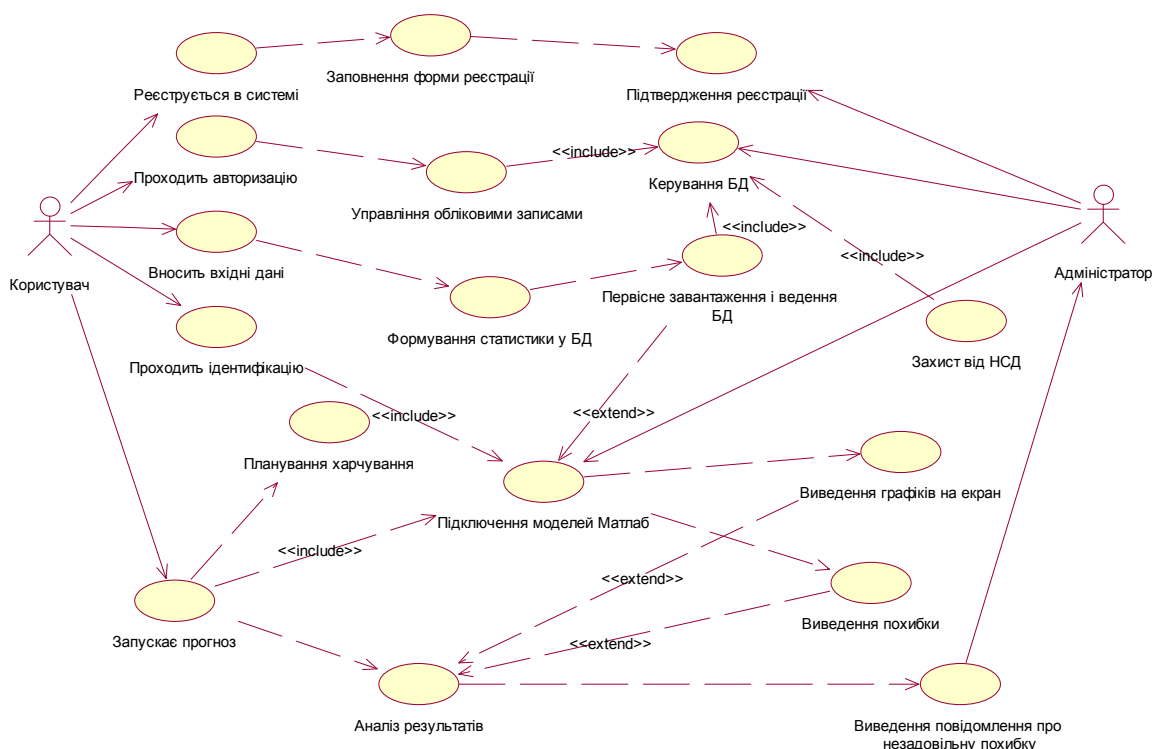 Заповнення форми реєстрації
Реєструється в системі
Підтвердження реєстрації
<<include>>
Проходить авторизацію
Керування БД
Управління обліковими записами
<<include>>
<<include>>
Вносить вхідні дані
Користувач
Адміністратор
Первісне завантаження і ведення
БД
Формування статистики у БД
Захист від НСД
Проходить ідентифікацію
<<include>>
<<extend>>
Планування харчування
Виведення графіків на екран
Підключення моделей Матлаб
<<include>>
<<extend>>
Виведення похибки
Запускає прогноз
<<extend>>
Аналіз результатів
Виведення повідомлення про
незадовільну похибку